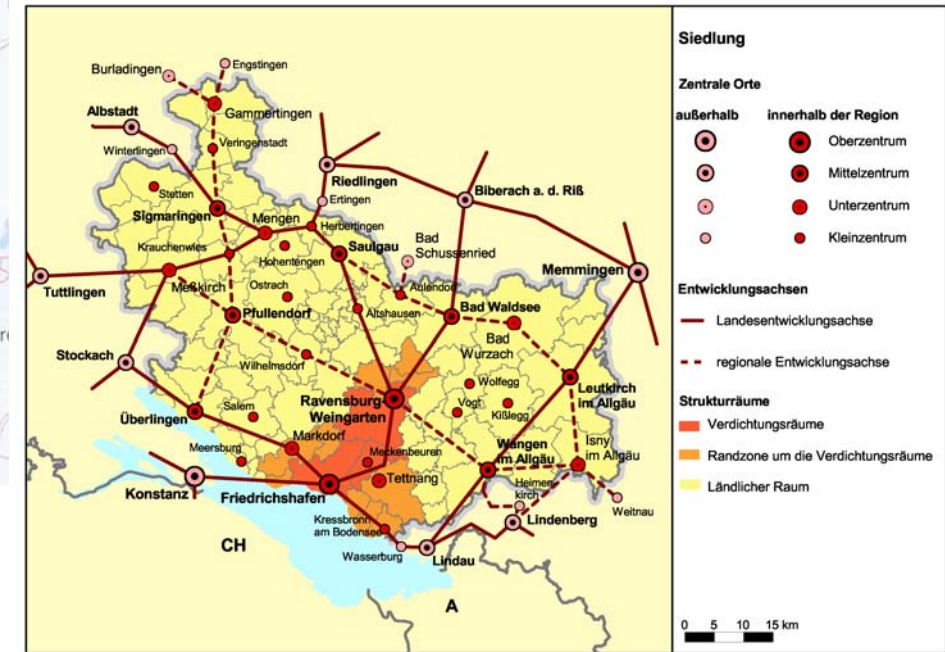 Burladingen
Engstingen
Gammertingen
Albstadt
Veringenstadt
Winterlingen
Riedlingen
Biberach a. d. Riß
Stetten
Ertingen
Sigmaringen
Mengen
Herbertingen
Saulgau
Bad
Schussenried
Krauchenwies
Hohentengen
Memmingen
Tuttlingen
Meßkirch
Ostrach
Aulendorf
Pfullendorf
Altshausen
Bad Waldsee
Bad
Wurzach
Stockach
Wilhelmsdorf
Wolfegg
Leutkirch
im Allgäu
Ravensburg-
Weingarten
Vogt
Kißlegg
Überlingen
Salem
Markdorf
Meersburg
Meckenbeuren
Wangen
im Allgäu
Isny
im Allgäu
Tettnang
Konstanz
Friedrichshafen
Heimen-
kirch
Weitnau
Kressbronn
am Bodensee
Lindenberg
Wasserburg
Lindau
CH
A
Siedlung
Zentrale Orte
außerhalb innerhalb der Region
Oberzentrum
Mittelzentrum
Unterzentrum
Kleinzentrum
Entwicklungsachsen
Landesentwicklungsachse
regionale Entwicklungsachse
Strukturräume
Verdichtungsräume
Randzone um die Verdichtungsräume
Ländlicher Raum
0 5 10 15 km